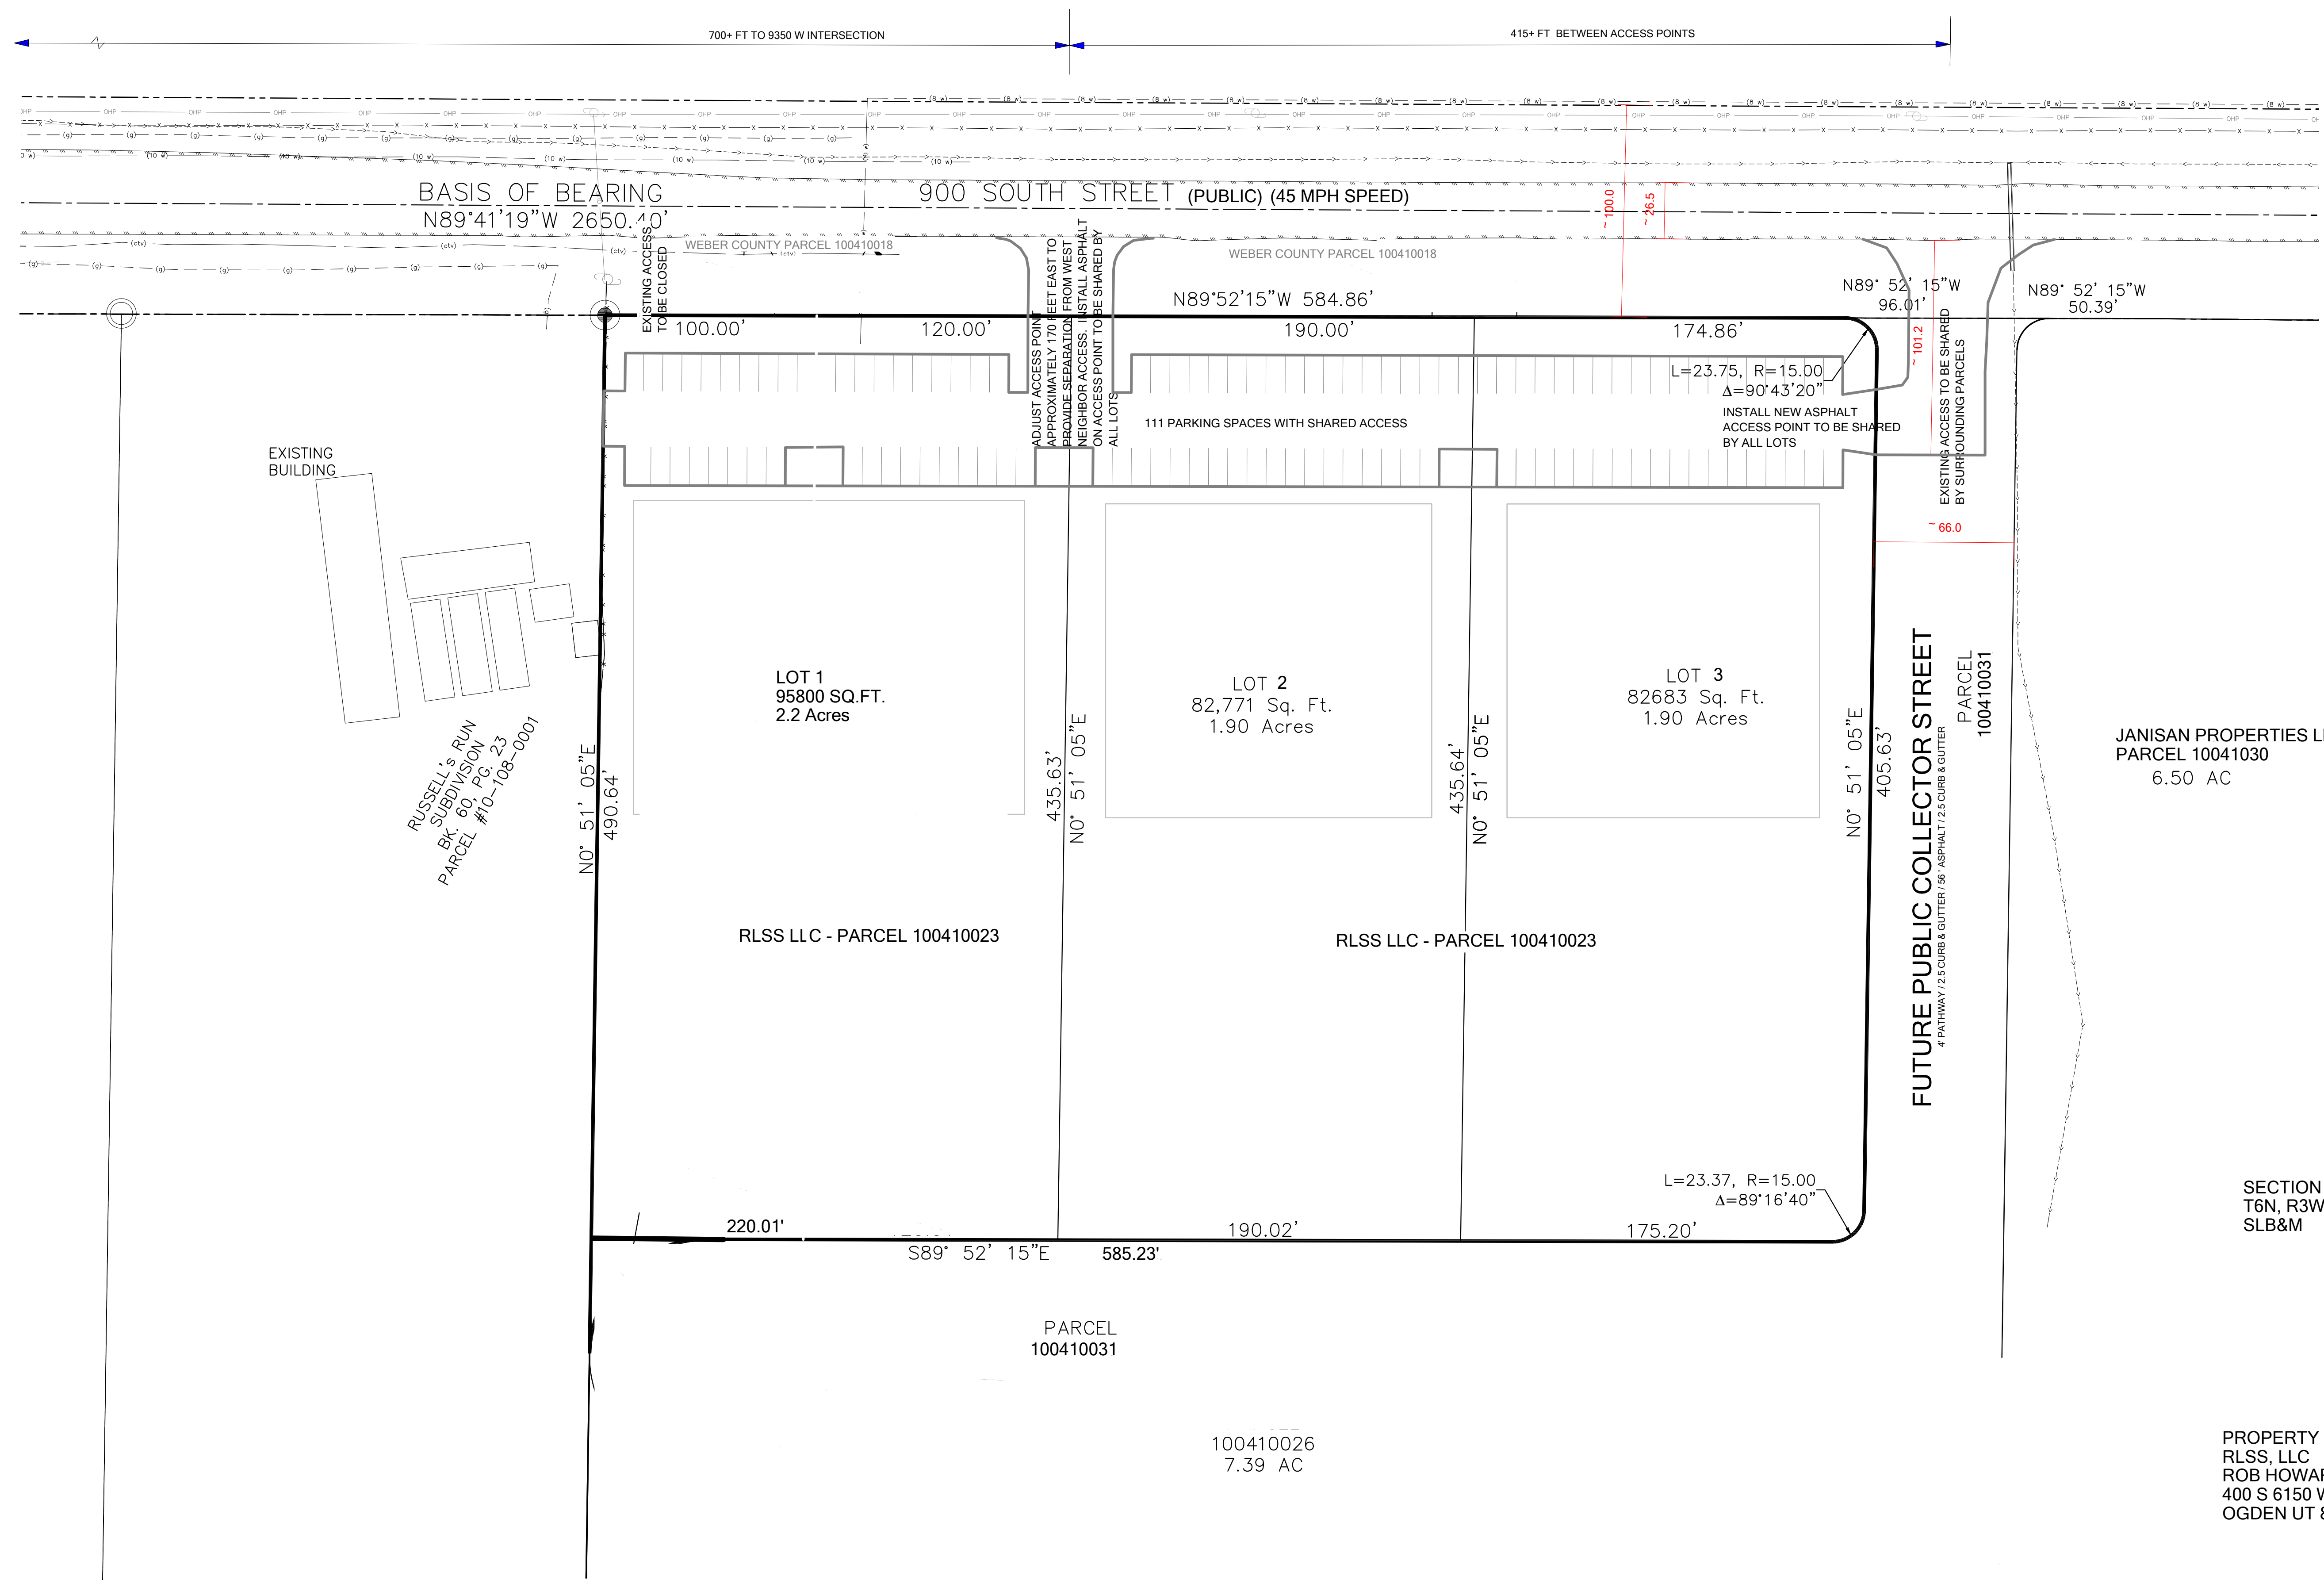 700+ FT TO 9350 W INTERSECTION
415+ FT BETWEEN ACCESS POINTS
BASIS OF BEARING
N89°41'19"W 2650.40'
900 SOUTH STREET (PUBLIC) (45 MPH SPEED)
~ 100.0
~ 26.5
WEBER COUNTY PARCEL 100410018
WEBER COUNTY PARCEL 100410018
EXISTING ACCESS
TO BE CLOSED
ADJUST ACCESS POINT
APPROXIMATELY 170 FEET EAST TO
PROVIDE SEPARATION FROM WEST
NEIGHBOR ACCESS. INSTALL ASPHALT
ON ACCESS POINT TO BE SHARED BY
ALL LOTS
N89°52'15"W 584.86'
N89° 52' 15"W
96.01'
N89° 52' 15"W
50.39'
100.00'
120.00'
190.00'
174.86'
~ 101.2
L=23.75, R=15.00
Δ=90°43'20"
INSTALL NEW ASPHALT
ACCESS POINT TO BE SHARED
BY ALL LOTS
EXISTING ACCESS TO BE SHARED
BY SURROUNDING PARCELS
111 PARKING SPACES WITH SHARED ACCESS
~ 66.0
EXISTING
BUILDING
LOT 1
95800 SQ.FT.
2.2 Acres
LOT 2
82,771 Sq. Ft.
1.90 Acres
LOT 3
82683 Sq. Ft.
1.90 Acres
RUSSELL's RUN
SUBDIVISION
BK. 60, PG. 23
PARCEL #10-108-0001
N0° 51' 05"E
490.64'
435.63'
N0° 51' 05"E
435.64'
N0° 51' 05"E
N0° 51' 05"E
405.63'
FUTURE PUBLIC COLLECTOR STREET
4' PATHWAY / 2.5 CURB & GUTTER / 56' ASPHALT / 2.5 CURB & GUTTER
PARCEL
100410031
JANISAN PROPERTIES L
PARCEL 10041030
6.50 AC
RLSS LLC - PARCEL 100410023
RLSS LLC - PARCEL 100410023
L=23.37, R=15.00
Δ=89°16'40"
220.01'
190.02'
175.20'
S89° 52' 15"E 585.23'
SECTION
T6N, R3W
SLB&M
PARCEL
100410031
100410026
7.39 AC
PROPERTY
RLSS, LLC
ROB HOWA
400 S 6150 W
OGDEN UT